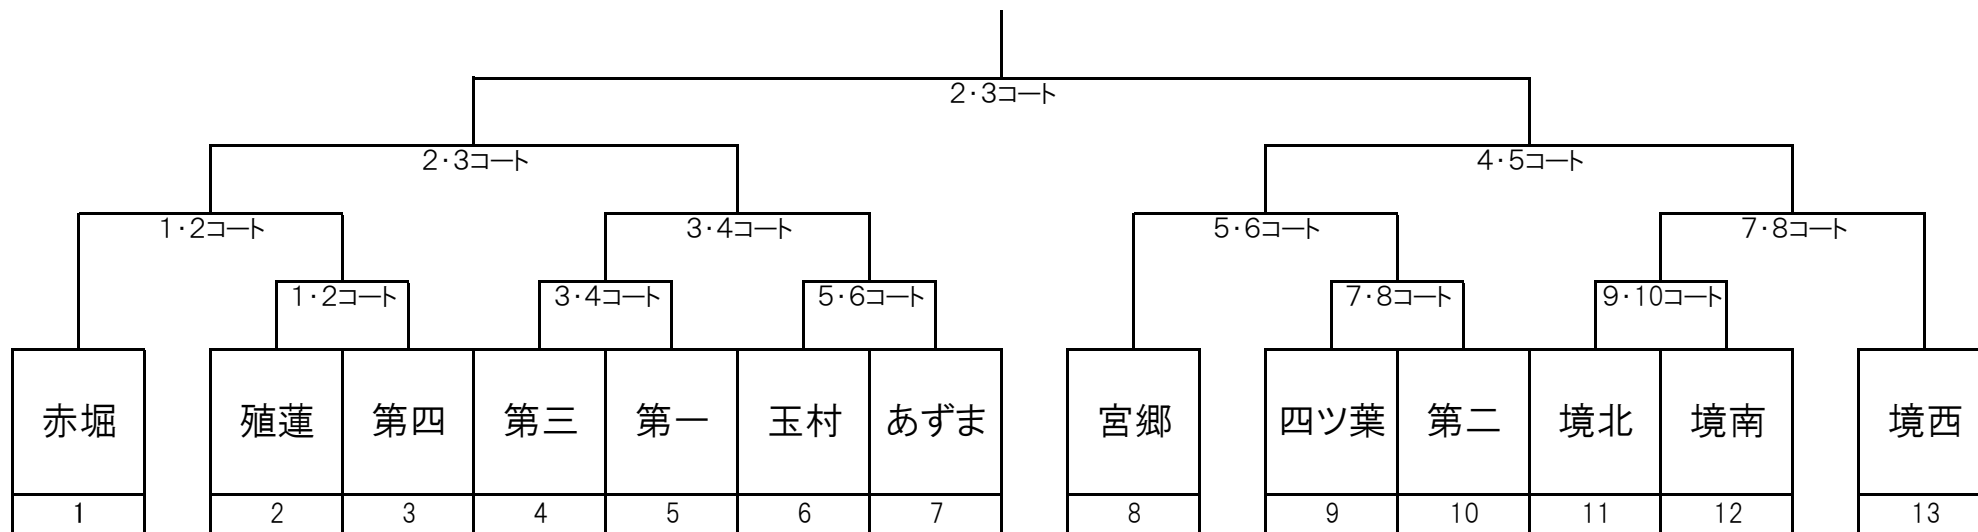 2・3コート
2・3コート
4・5コート
1・2コート
3・4コート
5・6コート
7・8コート
1・2コート
3・4コート
5・6コート
7・8コート
9・10コート
赤堀
殖蓮
第四
第三
第一
玉村
あずま
宮郷
四ツ葉
第二
境北
境南
境西
1
2
3
4
5
6
7
8
9
10
11
12
13